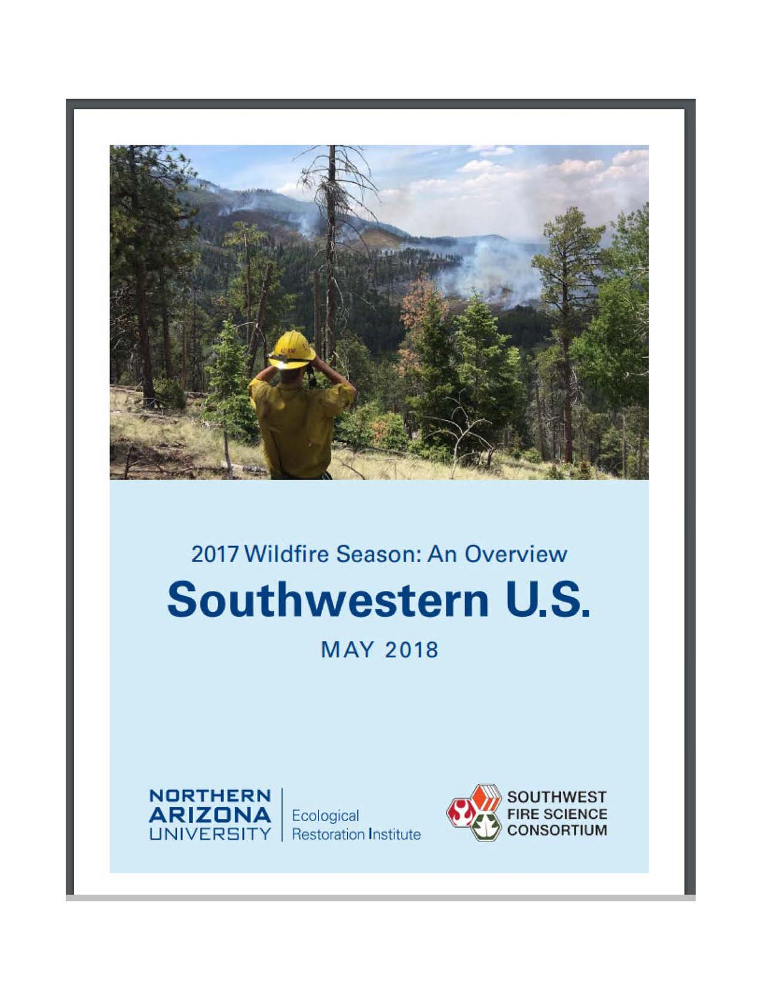 2017 Wildfire Season: An Overview
Southwestern U.S.
MAY 2018
NORTHERN
ARIZONA
UNIVERSITY
Ecological
Restoration Institute
SOUTHWEST
FIRE SCIENCE
CONSORTIUM